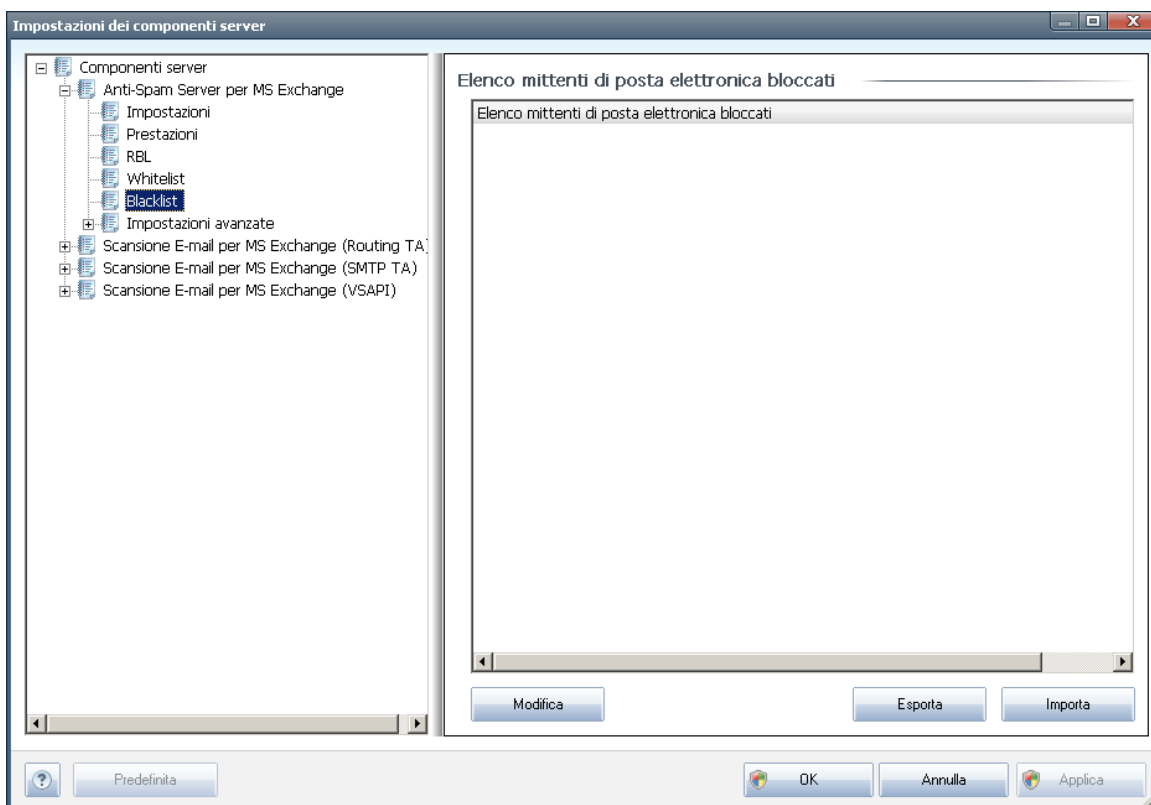 Impostazioni dei componenti server
Componenti server
Anti-Spam Server per MS Exchange
Impostazioni
Prestazioni
RBL
Whitelist
Blacklist
Impostazioni avanzate
Scansione E-mail per MS Exchange (Routing TA)
Scansione E-mail per MS Exchange (SMTP TA)
Scansione E-mail per MS Exchange (VSAPI)
Elenco mittenti di posta elettronica bloccati
Elenco mittenti di posta elettronica bloccati
Modifica
Esporta
Importa
?
Predefinita
OK
Annulla
Applica